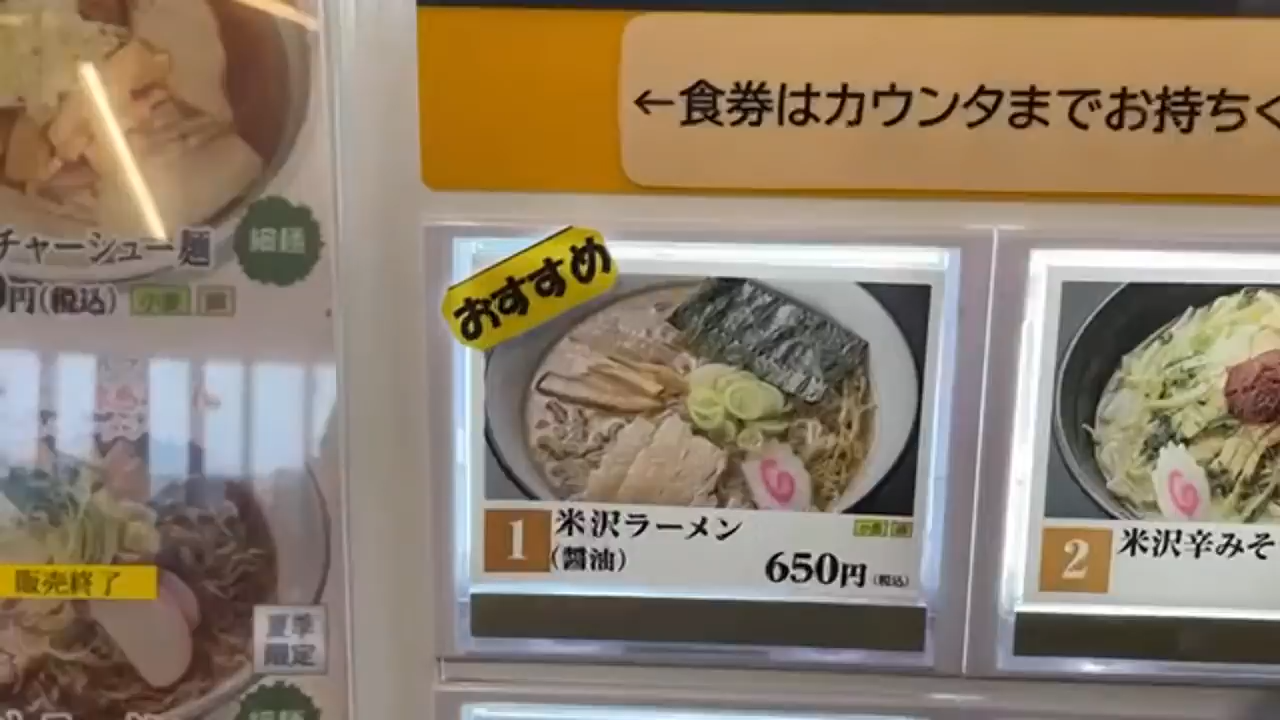 ←食券はカウンタまでお持ちく
チャーシュー麺
細麺
円(税込)
おすすめ
1 米沢ラーメン
(醤油)
650円(税込)
2 米沢辛みそ
販売終了
夏季
限定
細麺